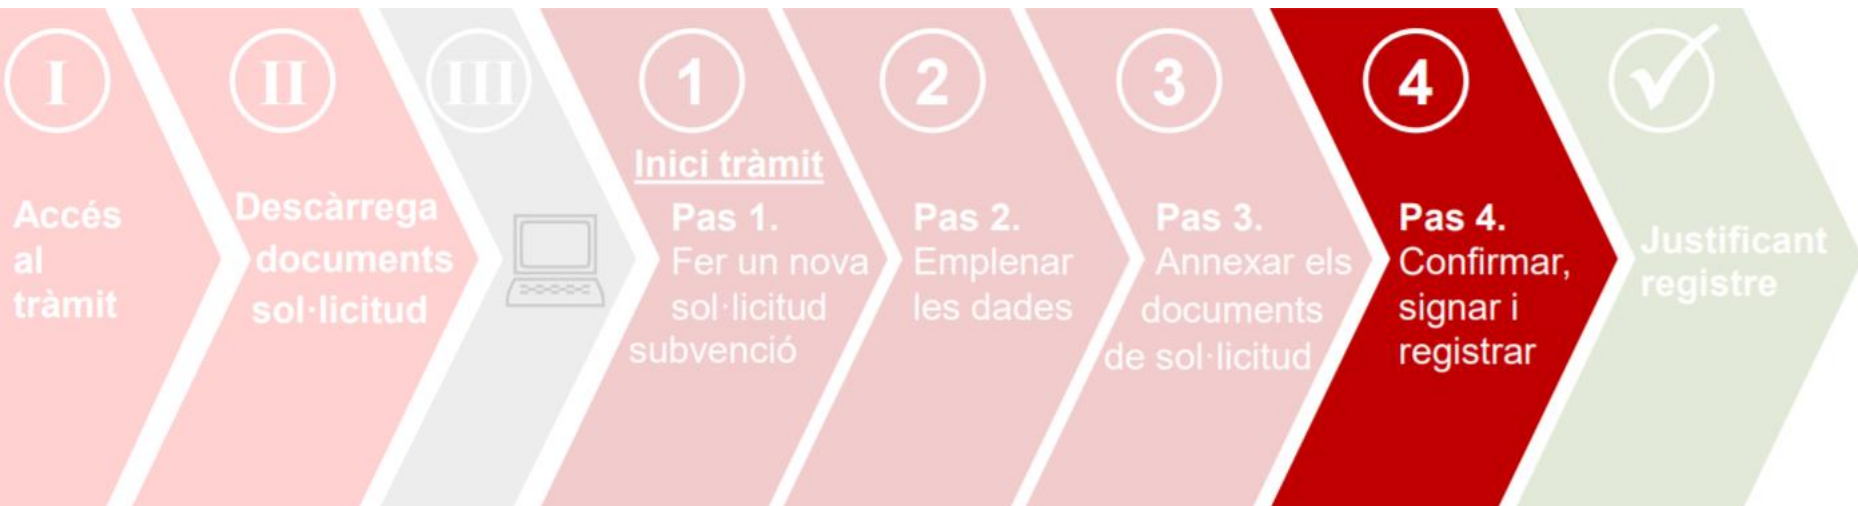 I
Accés
al
tràmit
II
Descàrrega
documents
sol·licitud
III
1
Inici tràmit
Pas 1.
Fer un nova
sol·licitud
subvenció
2
Pas 2.
Emplenar
les dades
3
Pas 3.
Annexar els
documents
de sol·licitud
4
Pas 4.
Confirmar,
signar i
registrar
Justificant
registre